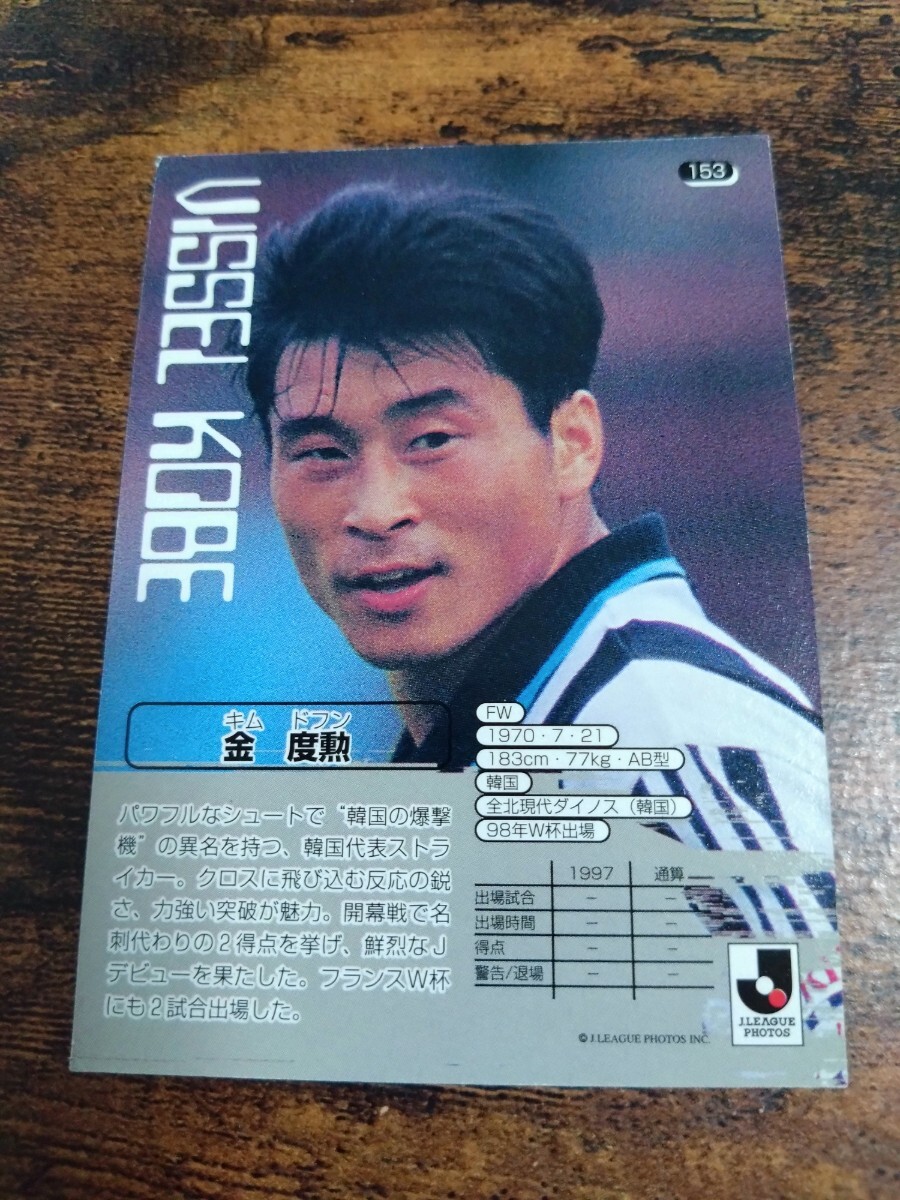 153
VISSEL KOBE
キム ドフン
金 度勲
FW
1970・7・21
183cm・77kg・AB型
韓国
全北現代ダイノス（韓国）
98年W杯出場
パワフルなシュートで“韓国の爆撃
機”の異名を持つ、韓国代表ストラ
イカー。クロスに飛び込む反応の鋭
さ、力強い突破が魅力。開幕戦で名
刺代わりの2得点を挙げ、鮮烈なJ
デビューを果たした。フランスW杯
にも2試合出場した。
1997 通算
出場試合 － －
出場時間 － －
得点 － －
警告/退場 － －
J.LEAGUE
PHOTOS
© J.LEAGUE PHOTOS INC.